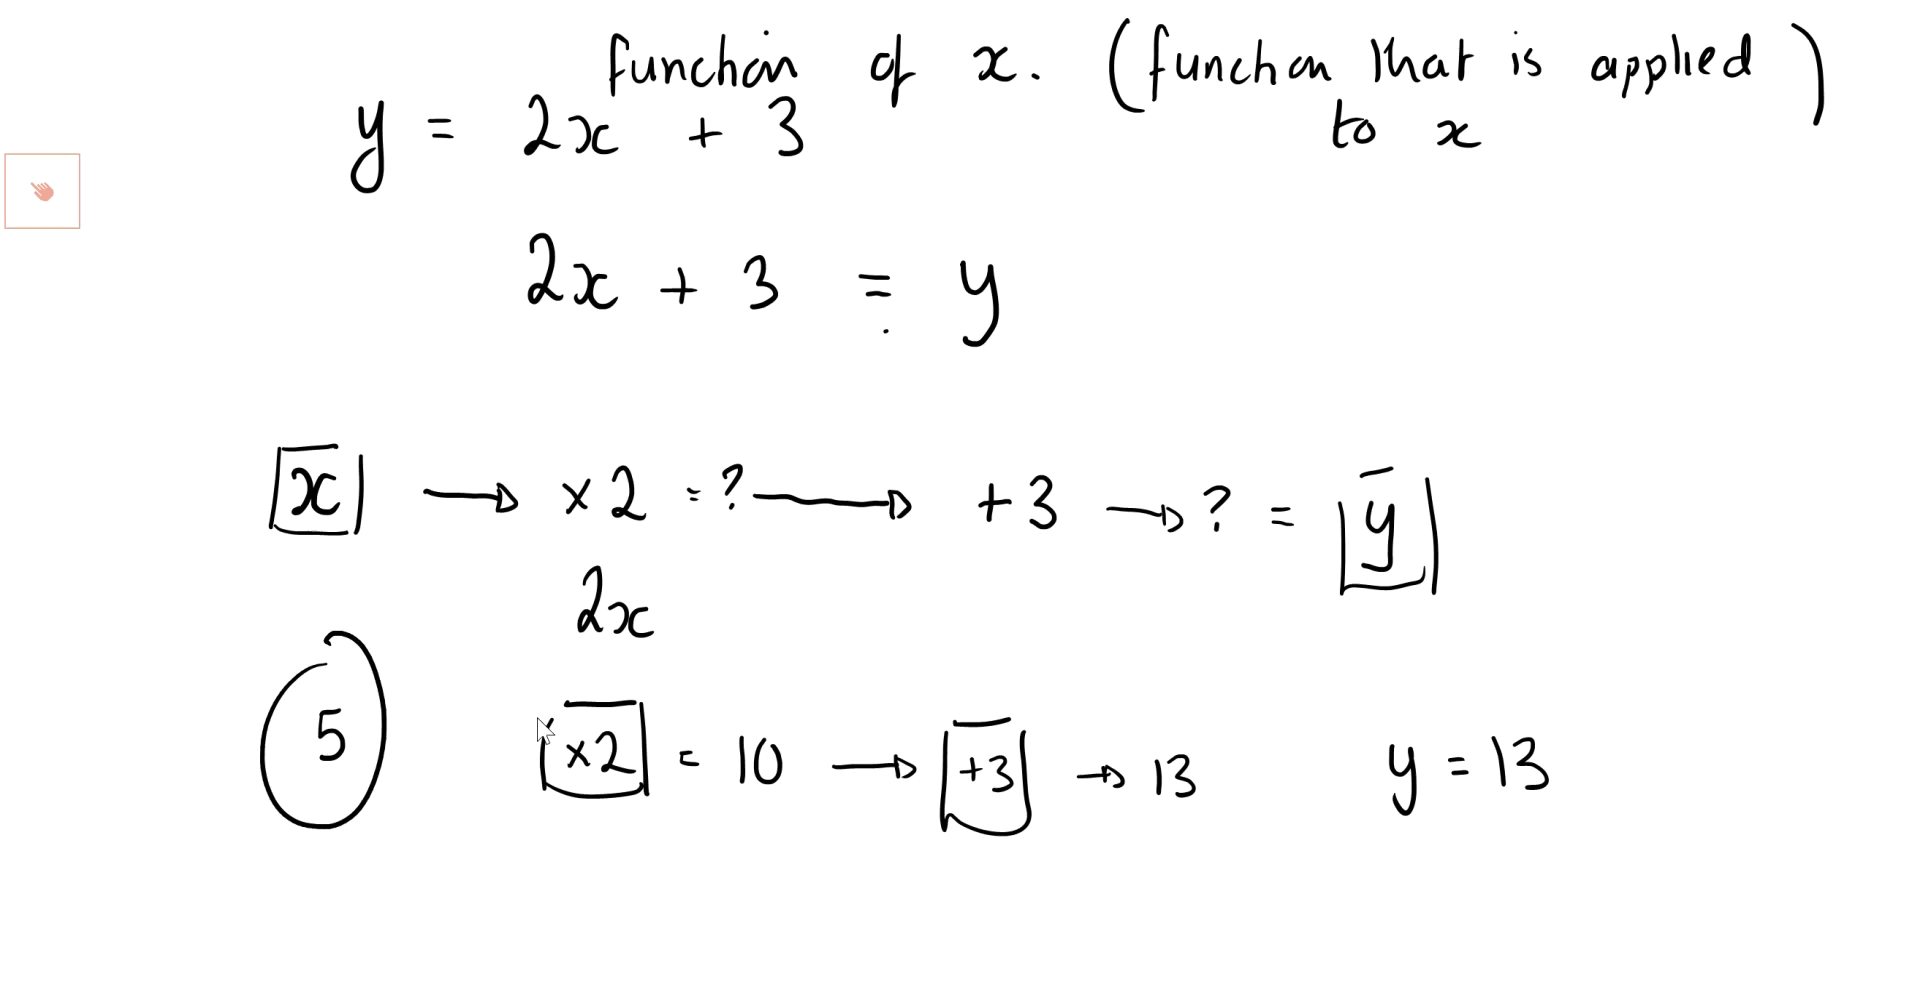 function of x. (function that is applied to x)
y = 2x + 3
2x + 3 = y
x → ×2 = ? → +3 → ? = y
2x
5 ×2 = 10 → +3 → 13 y = 13